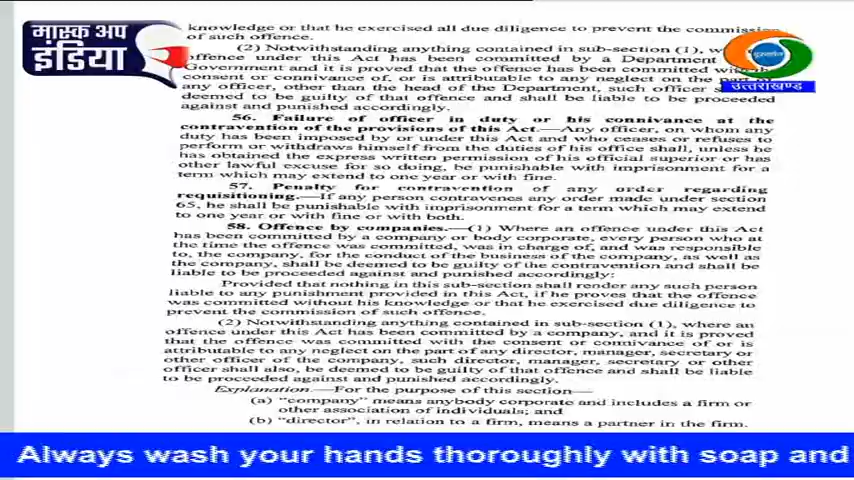 मास्क अप
इंडिया
दूरदर्शन
उत्तराखण्ड
knowledge or that he exercised all due diligence to prevent the commission
of such offence.
(2) Notwithstanding anything contained in sub-section (1), w
offence under this Act has been committed by a Department
Government and it is proved that the offence has been committed with the
consent or connivance of, or is attributable to any neglect on the part of
any officer, other than the head of the Department, such officer s
deemed to be guilty of that offence and shall be liable to be proceeded
against and punished accordingly.
56. Failure of officer in duty or his connivance at the
contravention of the provisions of this Act.—Any officer, on whom any
duty has been imposed by or under this Act and who ceases or refuses to
perform or withdraws himself from the duties of his office shall, unless he
has obtained the express written permission of his official superior or has
other lawful excuse for so doing, be punishable with imprisonment for a
term which may extend to one year or with fine.
57. Penalty for contravention of any order regarding
requisitioning.—If any person contravenes any order made under section
65, he shall be punishable with imprisonment for a term which may extend
to one year or with fine or with both.
58. Offence by companies.—(1) Where an offence under this Act
has been committed by a company or body corporate, every person who at
the time the offence was committed, was in charge of, and was responsible
to, the company, for the conduct of the business of the company, as well as
the company, shall be deemed to be guilty of the contravention and shall be
liable to be proceeded against and punished accordingly:
Provided that nothing in this sub-section shall render any such person
liable to any punishment provided in this Act, if he proves that the offence
was committed without his knowledge or that he exercised due diligence to
prevent the commission of such offence.
(2) Notwithstanding anything contained in sub-section (1), where an
offence under this Act has been committed by a company, and it is proved
that the offence was committed with the consent or connivance of or is
attributable to any neglect on the part of any director, manager, secretary or
other officer of the company, such director, manager, secretary or other
officer shall also, be deemed to be guilty of that offence and shall be liable
to be proceeded against and punished accordingly.
Explanation.—For the purpose of this section—
(a) "company" means anybody corporate and includes a firm or
other association of individuals; and
(b) "director", in relation to a firm, means a partner in the firm.
Always wash your hands thoroughly with soap and